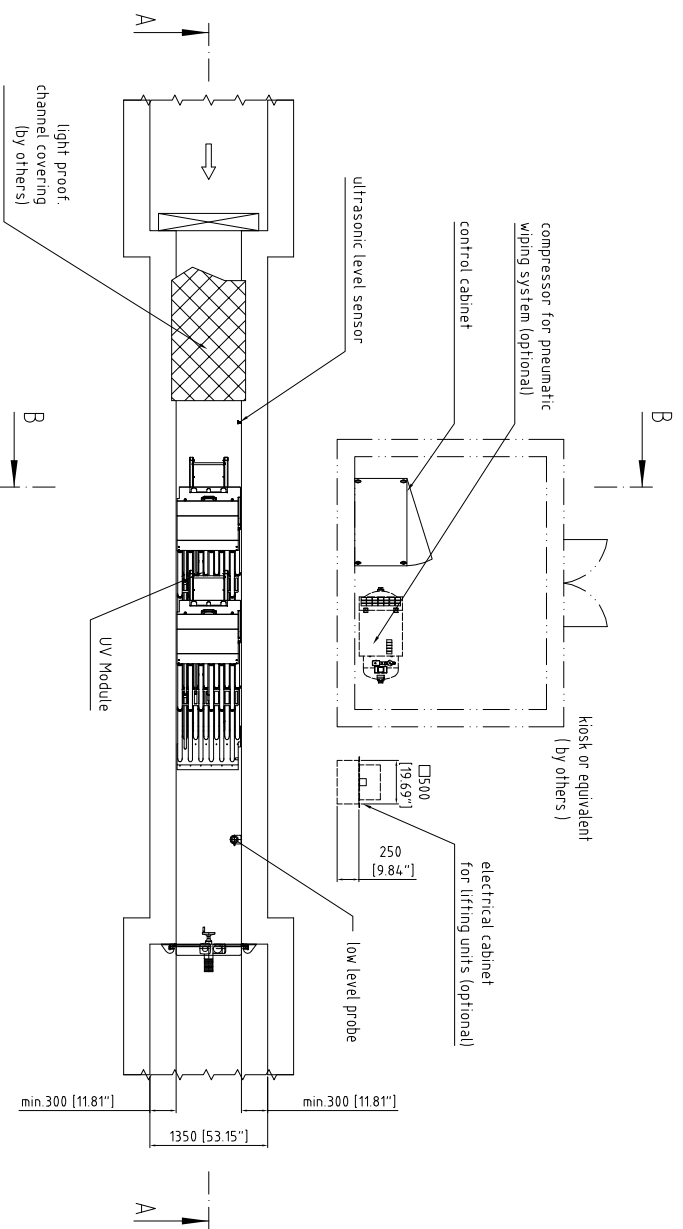 A
light proof.
channel covering
(by others)
ultrasonic level sensor
control cabinet
compressor for pneumatic
wiping system (optional)
B
B
UV Module
kiosk or equivalent
( by others )
□500
[19.69"]
250
[9.84"]
electrical cabinet
for lifting units (optional)
low level probe
min.300 [11.81"]
min.300 [11.81"]
1350 [53.15"]
A